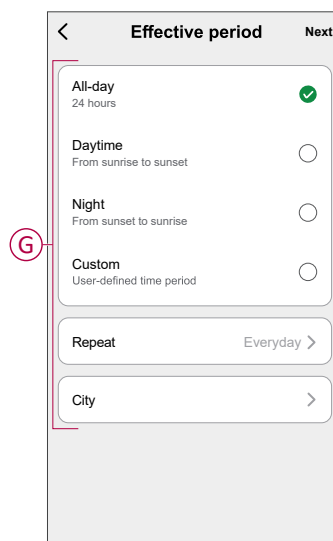 Effective period Next
All-day
24 hours
Daytime
From sunrise to sunset
Night
From sunset to sunrise
G
Custom
User-defined time period
Repeat Everyday
City